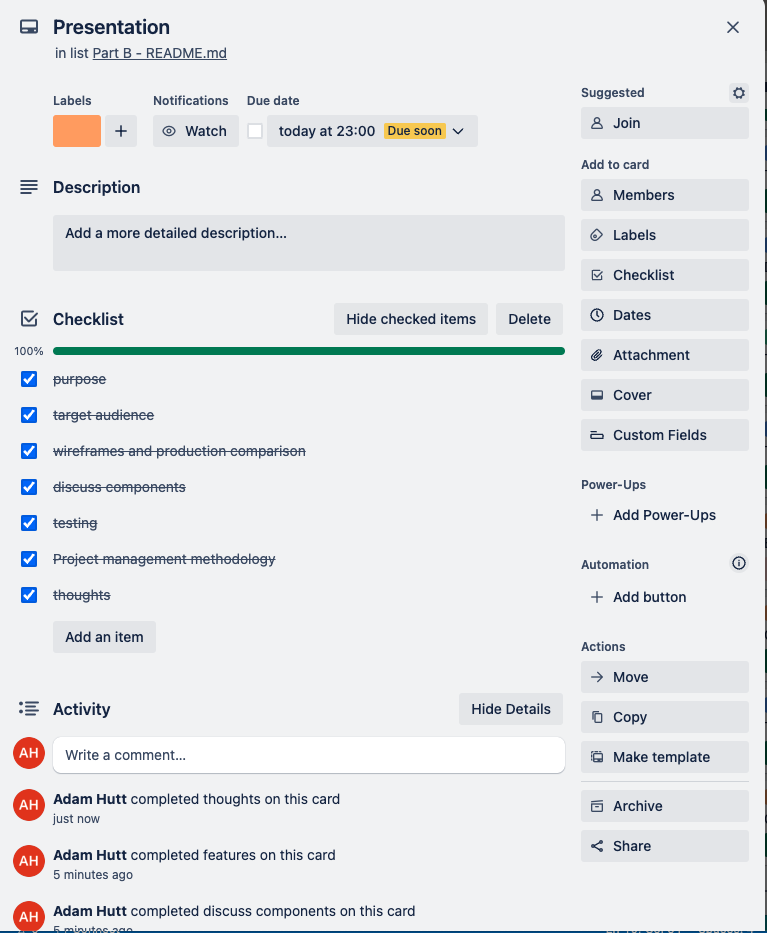 Presentation
in list Part B - README.md
Labels
Notifications
Due date
Watch
today at 23:00 Due soon
Description
Add a more detailed description...
Checklist
Hide checked items
Delete
100%
purpose
target audience
wireframes and production comparison
discuss components
testing
Project management methodology
thoughts
Add an item
Activity
Hide Details
AH
Write a comment...
AH
Adam Hutt completed thoughts on this card
just now
AH
Adam Hutt completed features on this card
5 minutes ago
AH
Adam Hutt completed discuss components on this card
5 minutes ago
Suggested
Join
Add to card
Members
Labels
Checklist
Dates
Attachment
Cover
Custom Fields
Power-Ups
Add Power-Ups
Automation
Add button
Actions
Move
Copy
Make template
Archive
Share